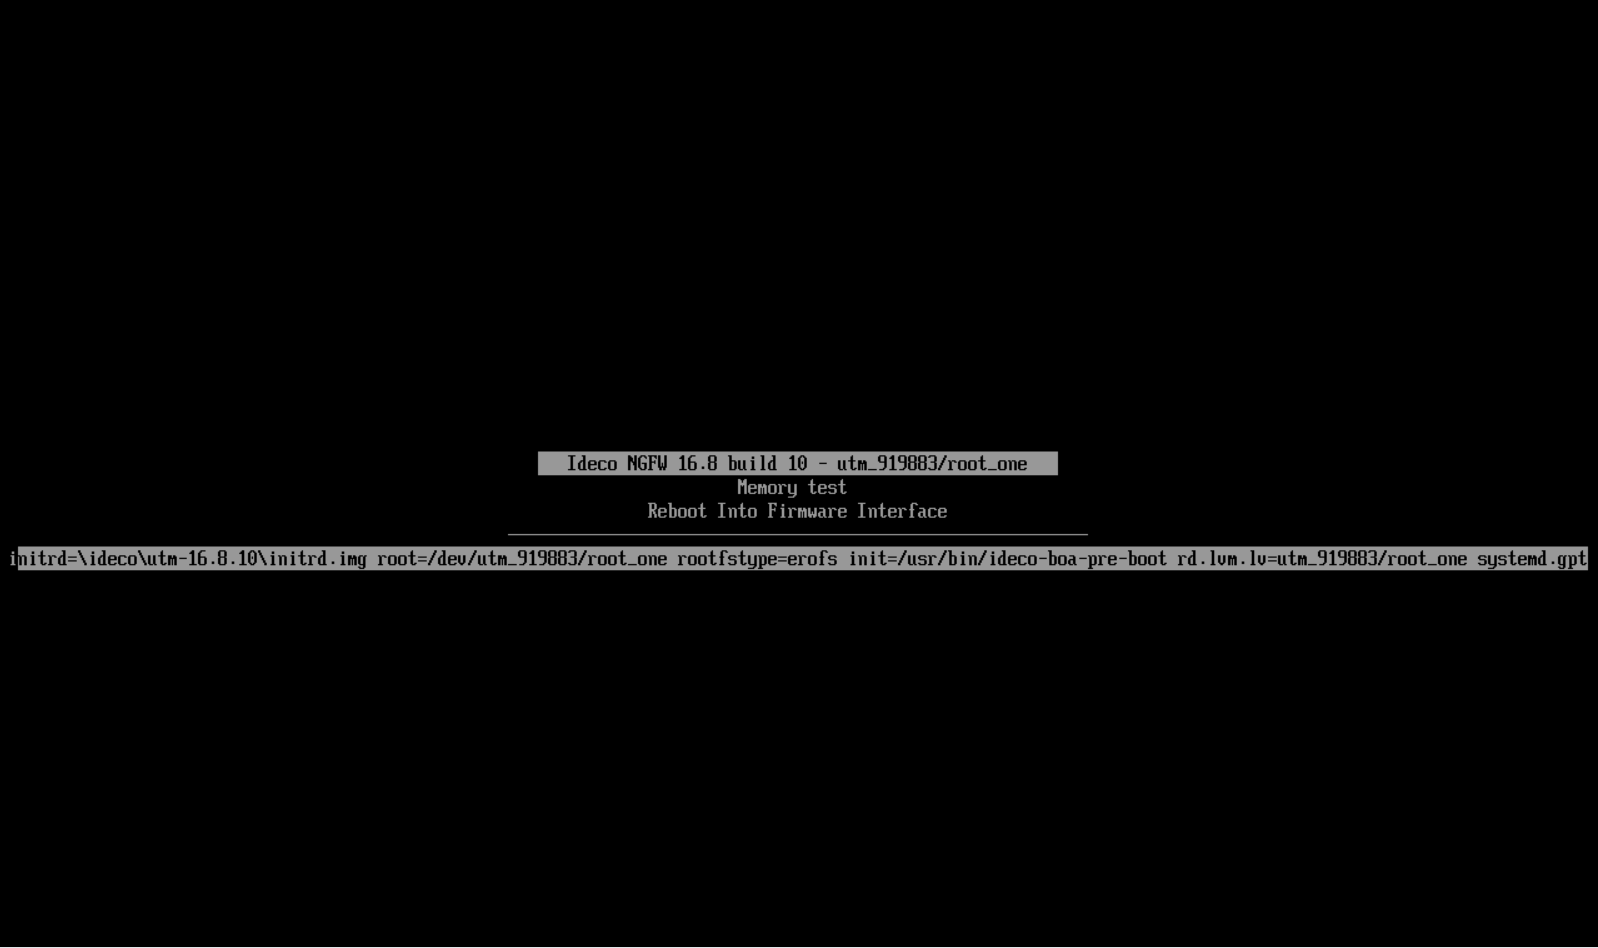 Ideco NGFW 16.8 build 10 - utm_919883/root_one
Memory test
Reboot Into Firmware Interface
initrd=\ideco\utm-16.8.10\initrd.img root=/dev/utm_919883/root_one rootfstype=erofs init=/usr/bin/ideco-boa-pre-boot rd.lvm.lv=utm_919883/root_one systemd.gpt